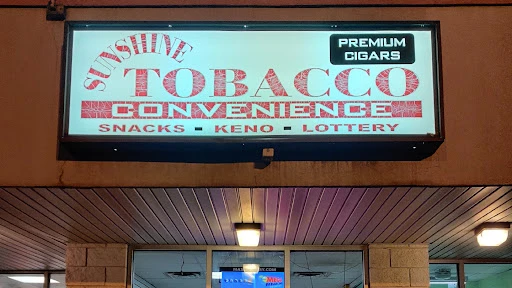 SUNSHINE
PREMIUM
CIGARS
TOBACCO
CONVENIENCE
SNACKS - KENO - LOTTERY